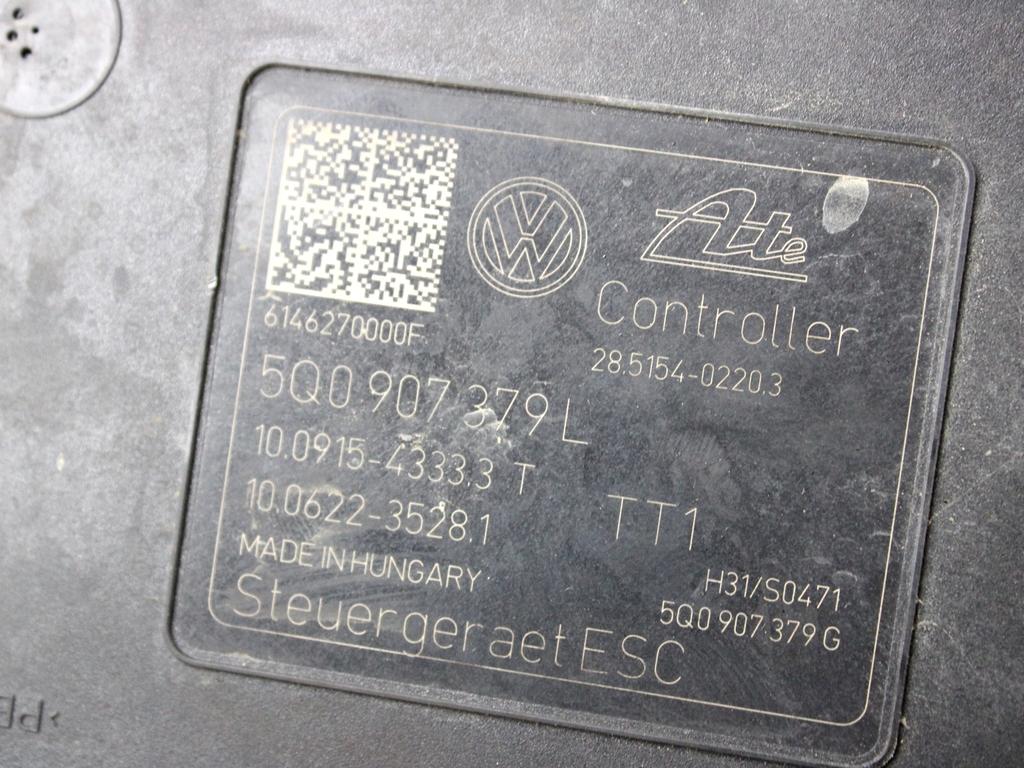 6146270000F
Ate
Controller
28.5154-0220.3
5Q0 907 379 L
10.0915-4333.3 T
10.0622-3528.1
TT1
MADE IN HUNGARY
H31/S0471
5Q0 907 379 G
Steuergeraet ESC